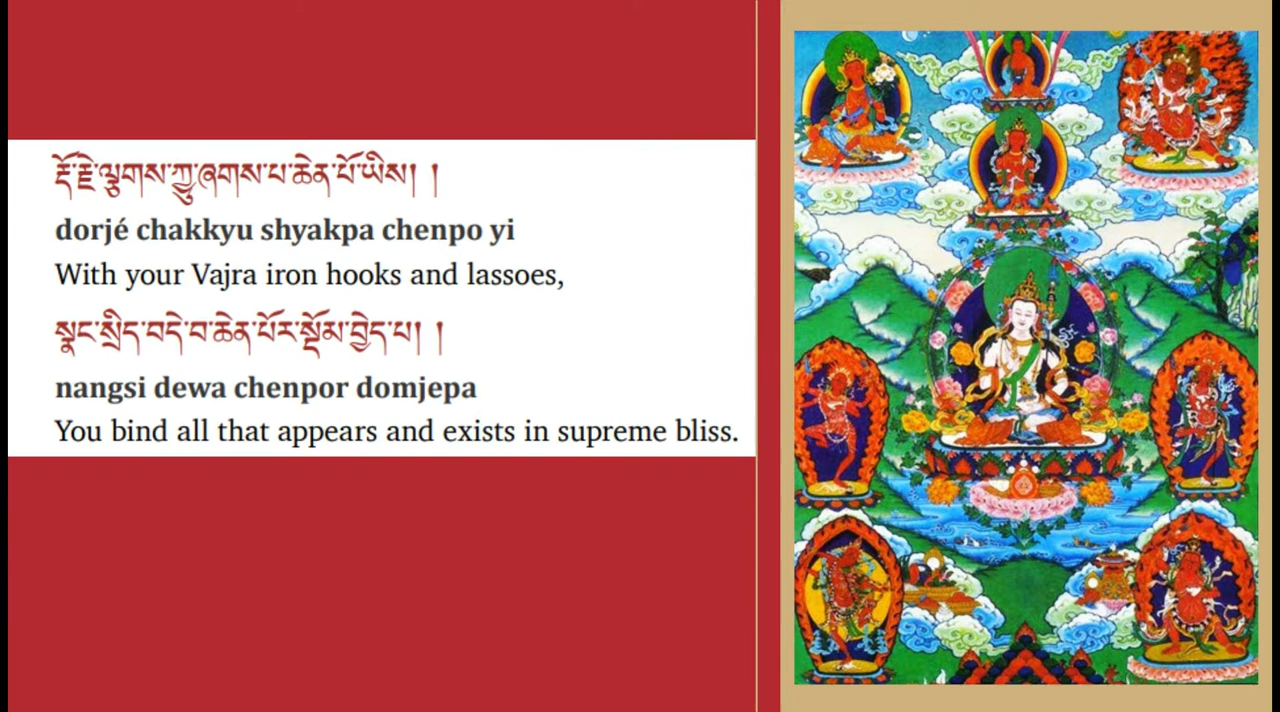 རྡོ་རྗེ་ལྕགས་ཀྱུ་ཞགས་པ་ཆེན་པོ་ཡིས། །
dorjé chakkyu shyakpa chenpo yi
With your Vajra iron hooks and lassoes,
སྣང་སྲིད་བདེ་བ་ཆེན་པོར་སྡོམ་བྱེད་པ། །
nangsi dewa chenpor domjepa
You bind all that appears and exists in supreme bliss.